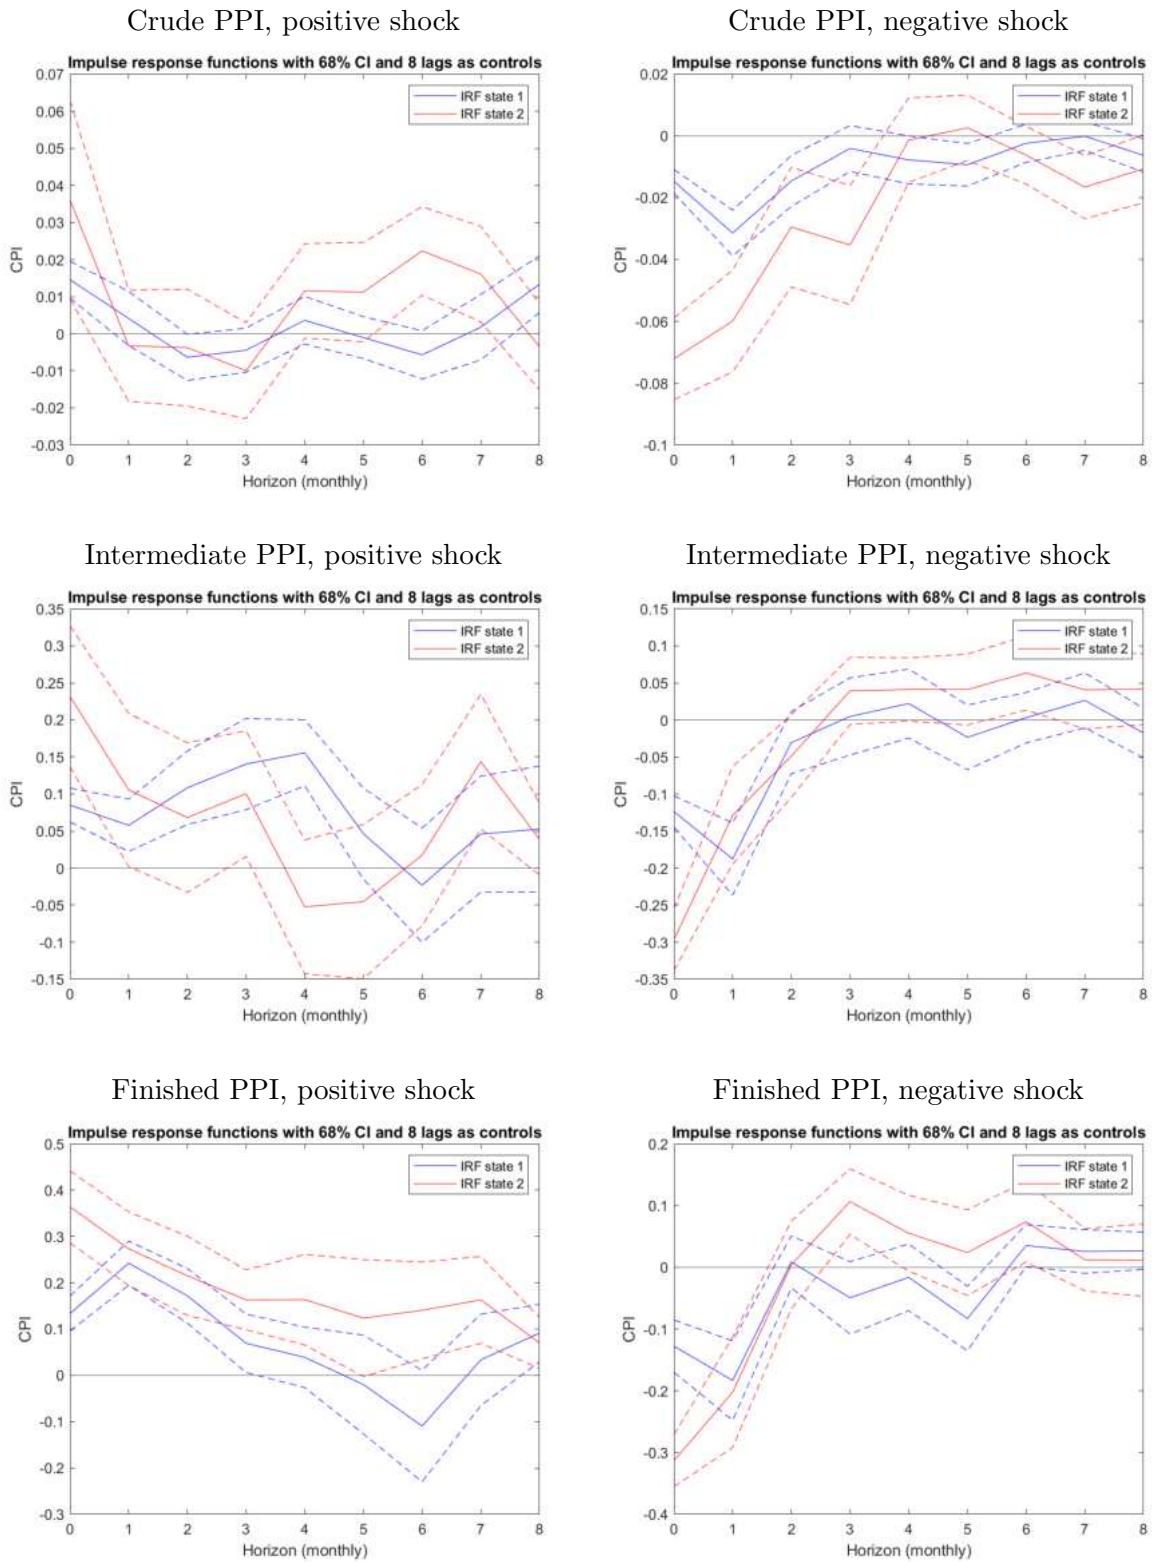 Crude PPI, positive shock
Impulse response functions with 68% CI and 8 lags as controls
IRF state 1
IRF state 2
0.07
0.06
0.05
0.04
0.03
0.02
0.01
0
-0.01
-0.02
-0.03
CPI
0 1 2 3 4 5 6 7 8
Horizon (monthly)
Crude PPI, negative shock
Impulse response functions with 68% CI and 8 lags as controls
IRF state 1
IRF state 2
0.02
0
-0.02
-0.04
-0.06
-0.08
-0.1
CPI
0 1 2 3 4 5 6 7 8
Horizon (monthly)
Intermediate PPI, positive shock
Impulse response functions with 68% CI and 8 lags as controls
IRF state 1
IRF state 2
0.35
0.3
0.25
0.2
0.15
0.1
0.05
0
-0.05
-0.1
-0.15
CPI
0 1 2 3 4 5 6 7 8
Horizon (monthly)
Intermediate PPI, negative shock
Impulse response functions with 68% CI and 8 lags as controls
IRF state 1
IRF state 2
0.15
0.1
0.05
0
-0.05
-0.1
-0.15
-0.2
-0.25
-0.3
-0.35
CPI
0 1 2 3 4 5 6 7 8
Horizon (monthly)
Finished PPI, positive shock
Impulse response functions with 68% CI and 8 lags as controls
IRF state 1
IRF state 2
0.5
0.4
0.3
0.2
0.1
0
-0.1
-0.2
-0.3
CPI
0 1 2 3 4 5 6 7 8
Horizon (monthly)
Finished PPI, negative shock
Impulse response functions with 68% CI and 8 lags as controls
IRF state 1
IRF state 2
0.2
0.1
0
-0.1
-0.2
-0.3
-0.4
CPI
0 1 2 3 4 5 6 7 8
Horizon (monthly)